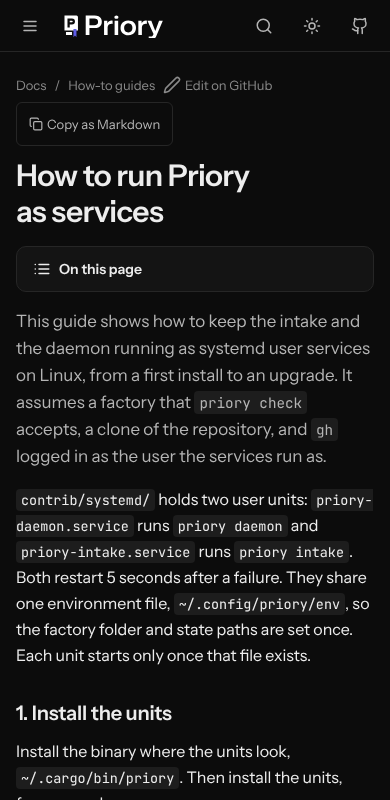 Priory
Docs / How-to guides Edit on GitHub
Copy as Markdown
How to run Priory
as services
On this page
This guide shows how to keep the intake and
the daemon running as systemd user services
on Linux, from a first install to an upgrade. It
assumes a factory that priory check
accepts, a clone of the repository, and gh
logged in as the user the services run as.
contrib/systemd/ holds two user units: priory-
daemon.service runs priory daemon and
priory-intake.service runs priory intake.
Both restart 5 seconds after a failure. They share
one environment file, ~/.config/priory/env, so
the factory folder and state paths are set once.
Each unit starts only once that file exists.
1. Install the units
Install the binary where the units look,
~/.cargo/bin/priory. Then install the units,